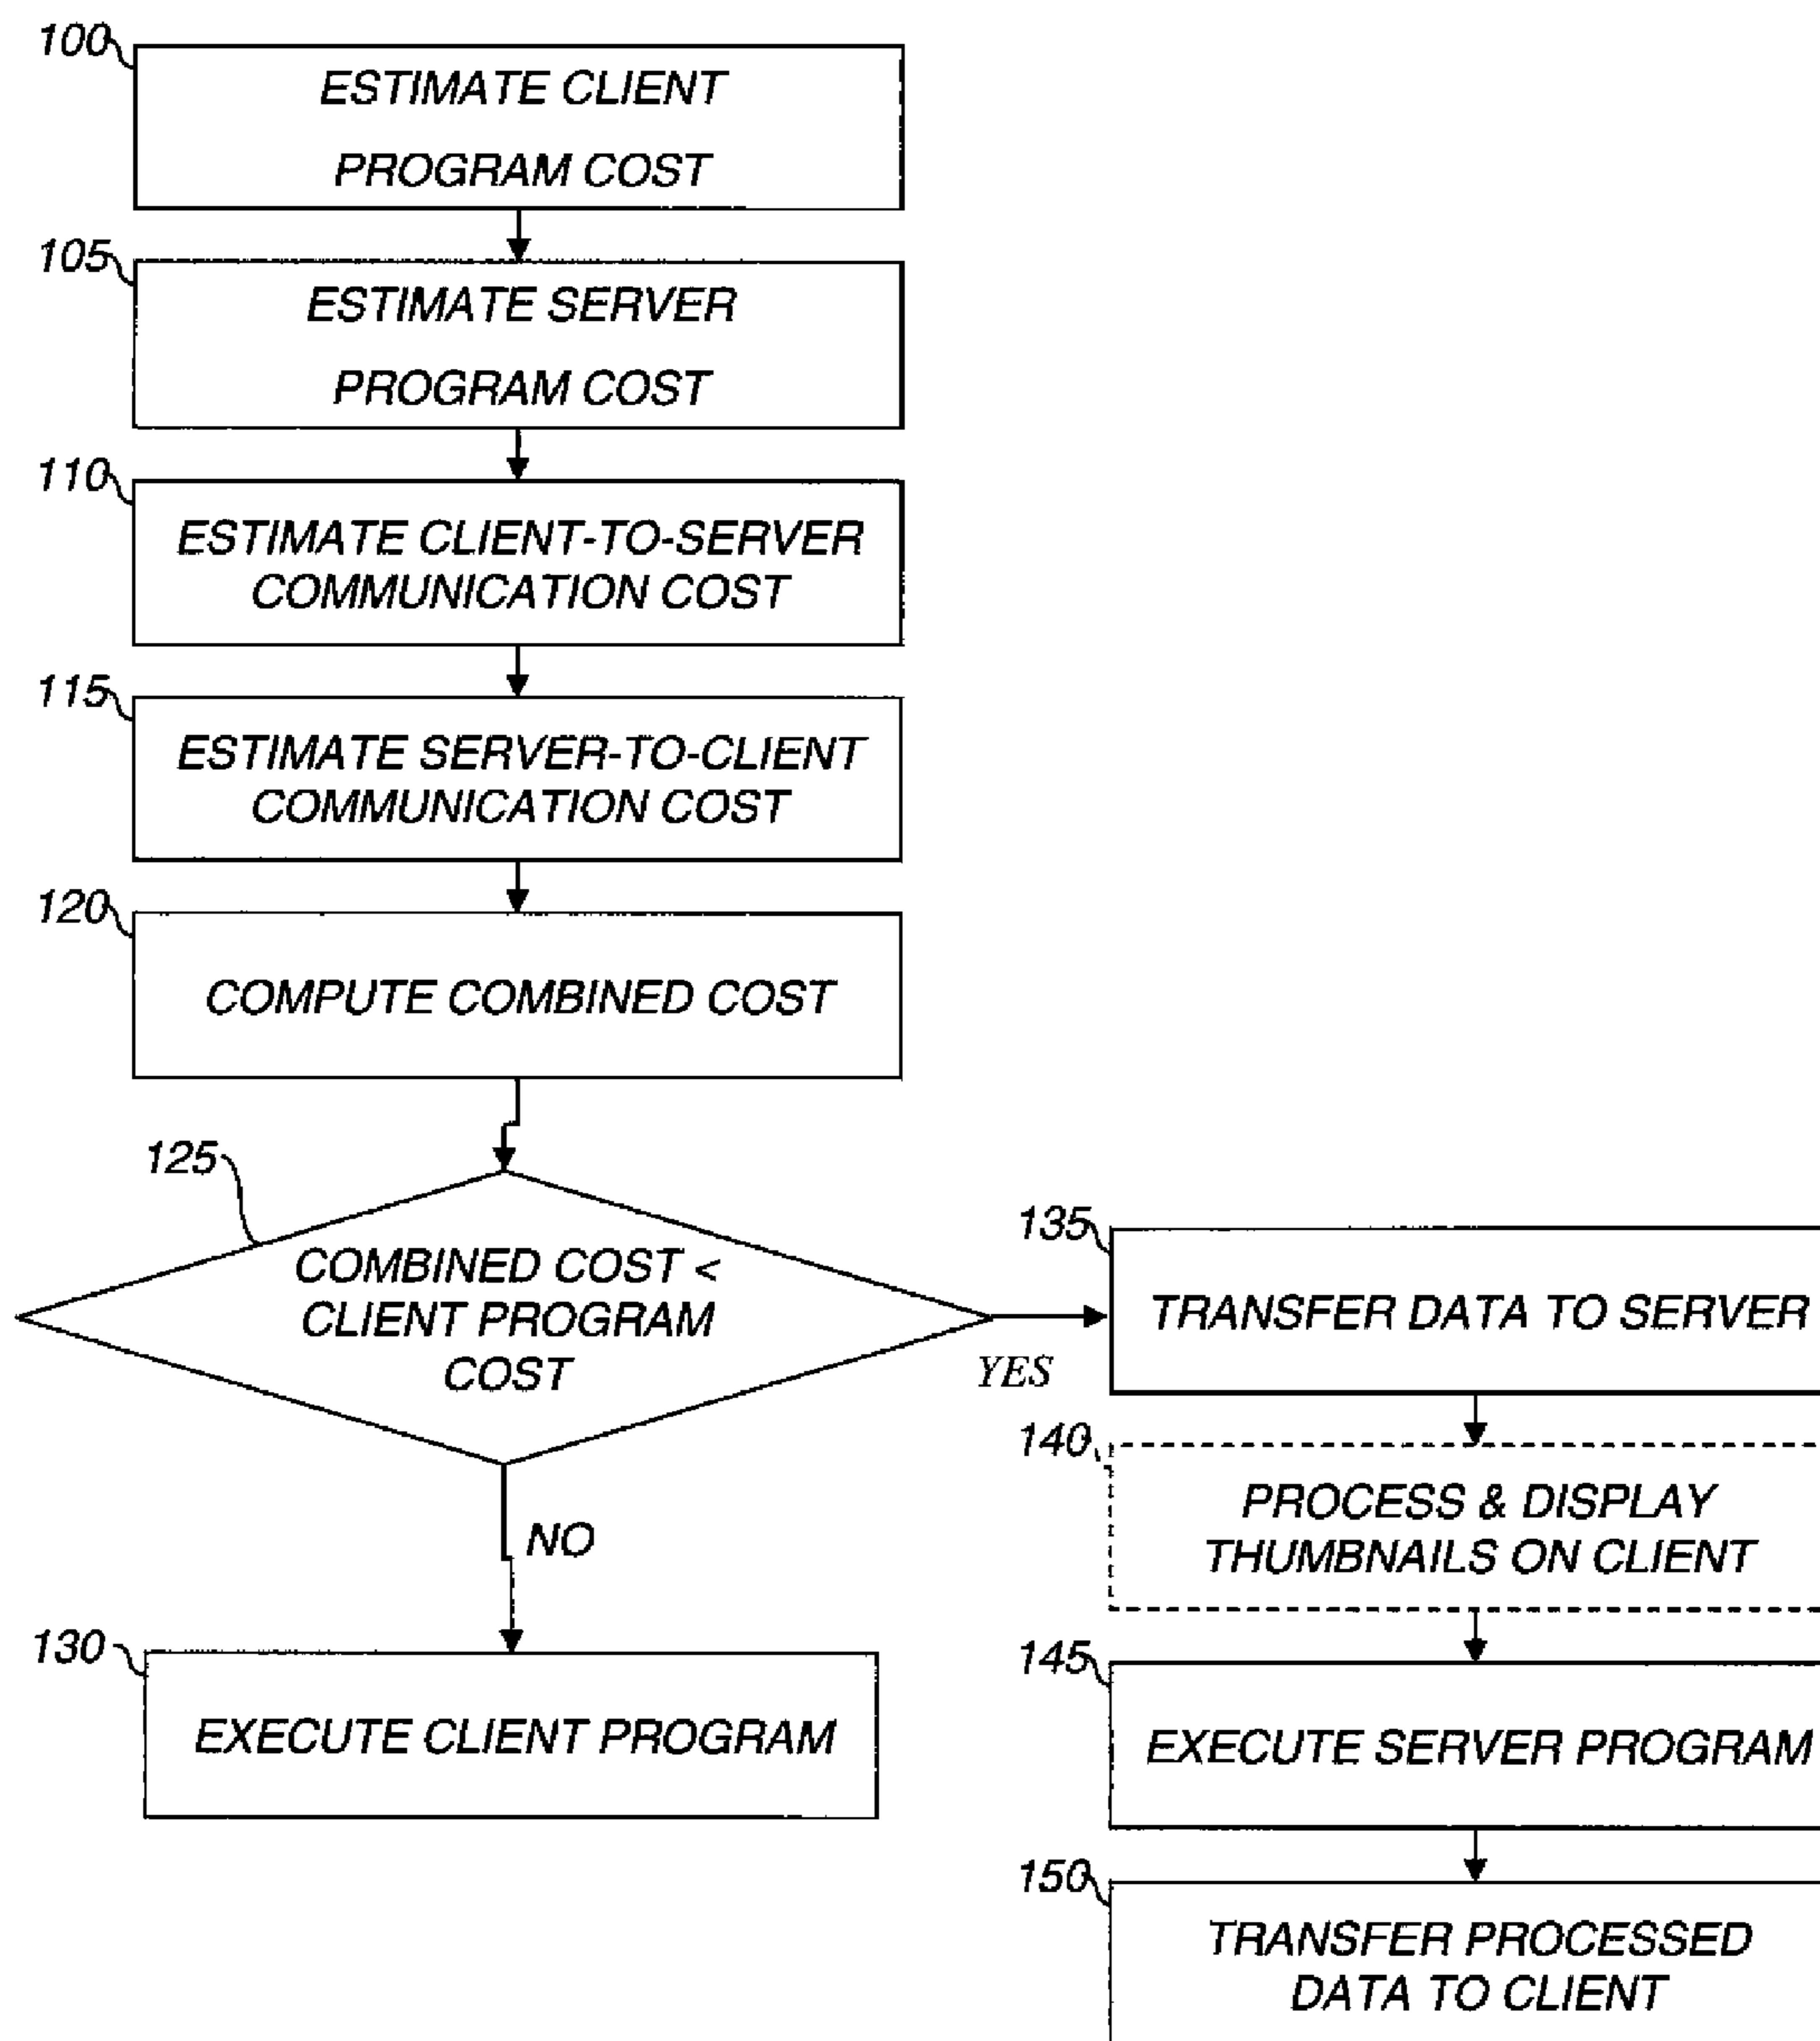 100
ESTIMATE CLIENT
PROGRAM COST
105
ESTIMATE SERVER
PROGRAM COST
110
ESTIMATE CLIENT-TO-SERVER
COMMUNICATION COST
115
ESTIMATE SERVER-TO-CLIENT
COMMUNICATION COST
120
COMPUTE COMBINED COST
125
COMBINED COST <
CLIENT PROGRAM
COST
YES
NO
130
EXECUTE CLIENT PROGRAM
135
TRANSFER DATA TO SERVER
140
PROCESS & DISPLAY
THUMBNAILS ON CLIENT
145
EXECUTE SERVER PROGRAM
150
TRANSFER PROCESSED
DATA TO CLIENT